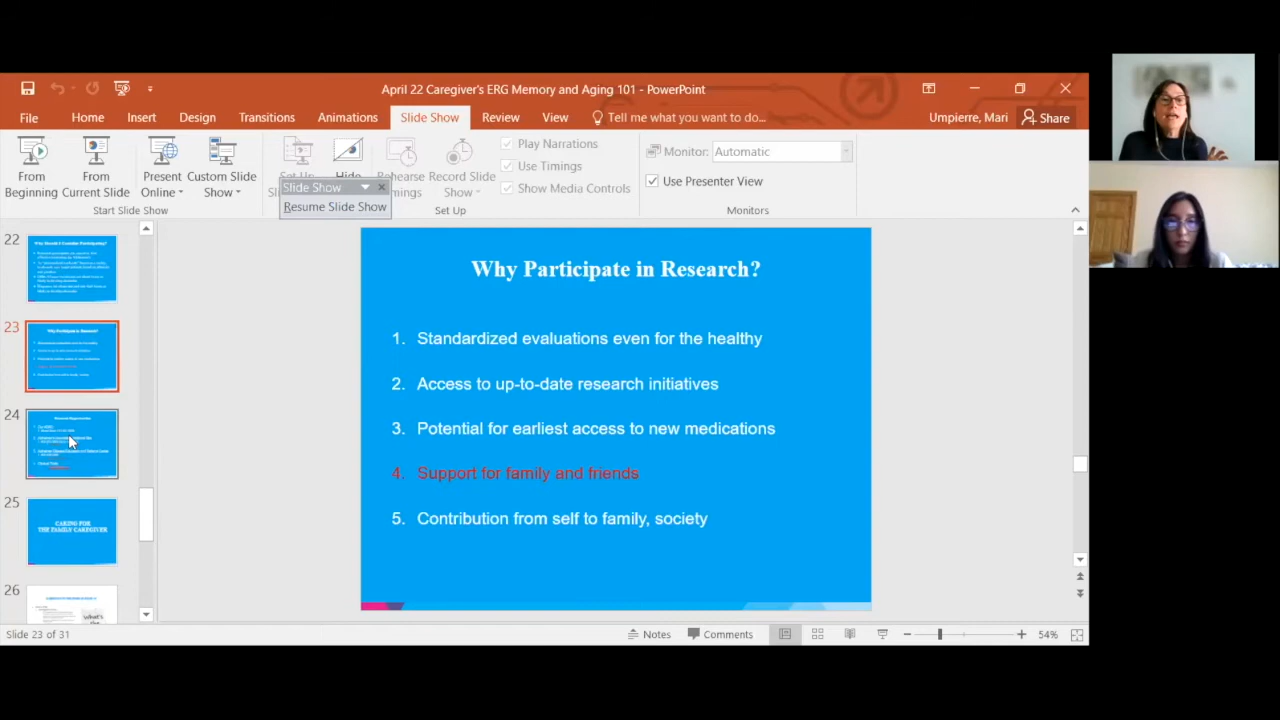 April 22 Caregiver's ERG Memory and Aging 101 - PowerPoint
File Home Insert Design Transitions Animations Slide Show Review View Tell me what you want to do... Umpierre, Mari Share
From Beginning
From Current Slide
Present Online
Custom Slide Show
Set Up
Hide
Rehearse
Record Slide Show
Play Narrations
Use Timings
Show Media Controls
Monitor: Automatic
Use Presenter View
Start Slide Show
Set Up
Monitors
Slide Show
Resume Slide Show
22
23
Why Participate in Research?
24
25
CARING FOR
THE FAMILY CAREGIVER
26
Why Participate in Research?
1. Standardized evaluations even for the healthy
2. Access to up-to-date research initiatives
3. Potential for earliest access to new medications
4. Support for family and friends
5. Contribution from self to family, society
Slide 23 of 31
Notes
Comments
54%